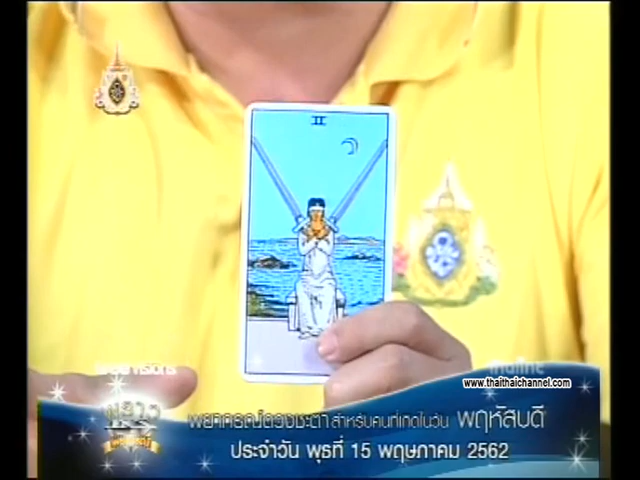 II
www.thaithaichannel.com
พยากรณ์ดวงชะตา สำหรับคนที่เกิดในวัน พฤหัสบดี
ประจำวัน พุธที่ 15 พฤษภาคม 2562